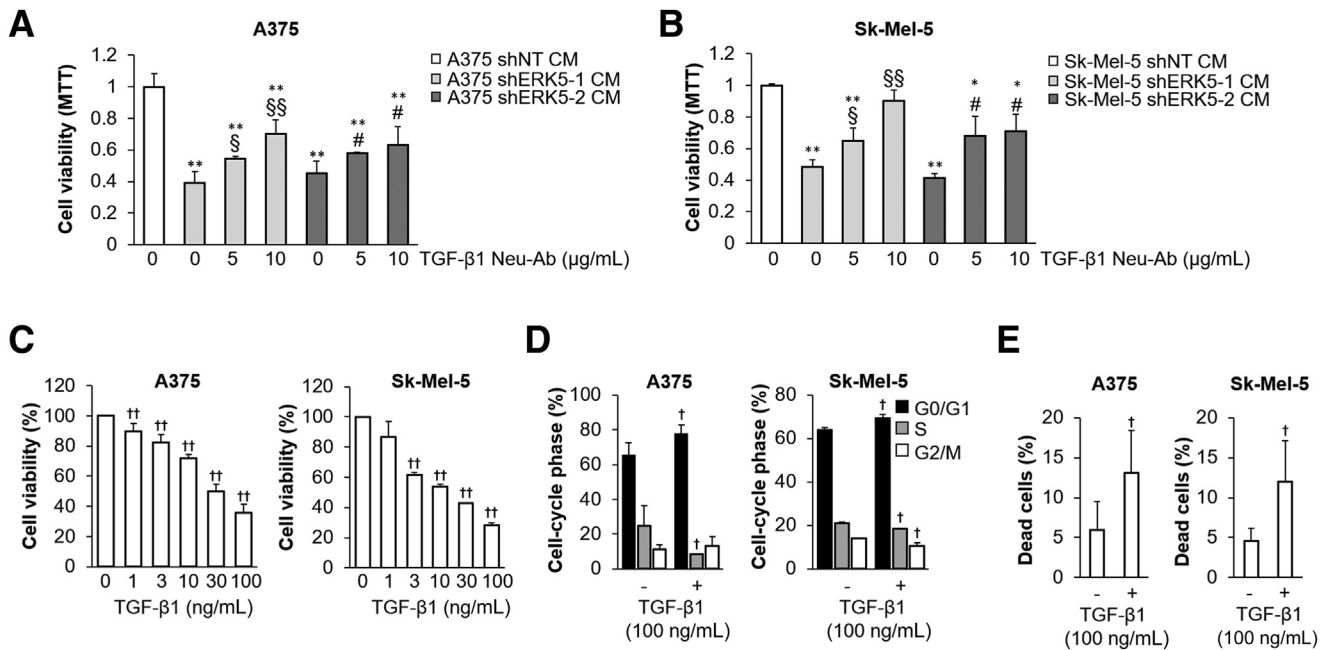 A
A375
Cell viability (MTT)
1.2
1
0.8
0.6
0.4
0.2
0
** ** ** ** ** **
§ §§ # #
0 0 5 10 0 5 10 TGF-β1 Neu-Ab (µg/mL)
A375 shNT CM
A375 shERK5-1 CM
A375 shERK5-2 CM
B
Sk-Mel-5
Cell viability (MTT)
1.2
1
0.8
0.6
0.4
0.2
0
** ** ** * *
§ §§ # #
0 0 5 10 0 5 10 TGF-β1 Neu-Ab (µg/mL)
Sk-Mel-5 shNT CM
Sk-Mel-5 shERK5-1 CM
Sk-Mel-5 shERK5-2 CM
C
A375
Cell viability (%)
120
100
80
60
40
20
0
†† †† †† †† ††
0 1 3 10 30 100
TGF-β1 (ng/mL)
Sk-Mel-5
Cell viability (%)
120
100
80
60
40
20
0
†† †† †† ††
0 1 3 10 30 100
TGF-β1 (ng/mL)
D
A375
Cell-cycle phase (%)
100
80
60
40
20
0
† †
- +
TGF-β1
(100 ng/mL)
Sk-Mel-5
Cell-cycle phase (%)
80
60
40
20
0
† † †
- +
TGF-β1
(100 ng/mL)
G0/G1
S
G2/M
E
A375
Dead cells (%)
20
15
10
5
0
†
- +
TGF-β1
(100 ng/mL)
Sk-Mel-5
Dead cells (%)
20
15
10
5
0
†
- +
TGF-β1
(100 ng/mL)